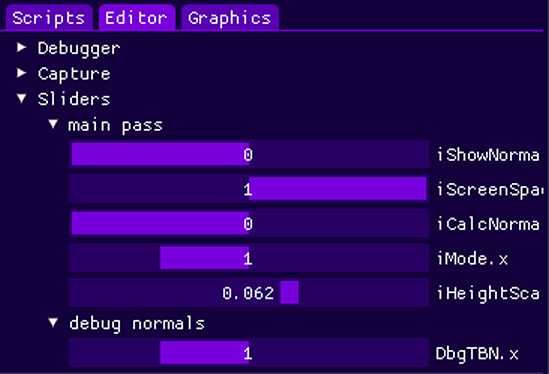 Scripts Editor Graphics
Debugger
Capture
Sliders
main pass
0 iShowNorma
1 iScreenSpa
0 iCalcNorma
1 iMode.x
0.062 iHeightSca
debug normals
1 DbgTBN.x